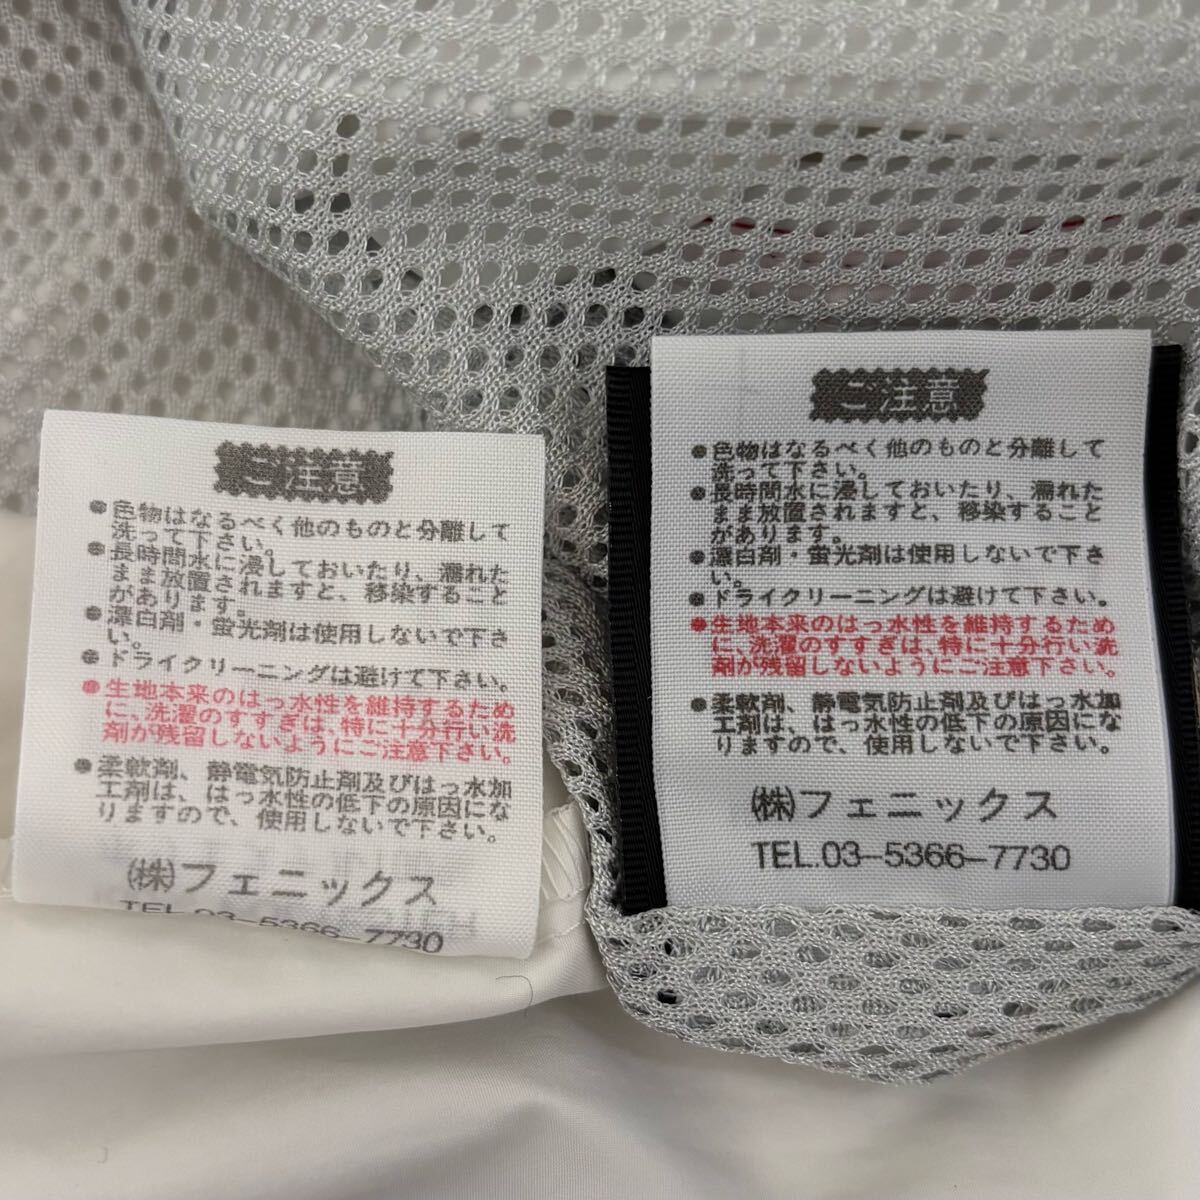 ご注意
●色物はなるべく他のものと分離して
洗って下さい。
●長時間水に浸しておいたり、濡れた
まま放置されますと、移染すること
があります。
●漂白剤・蛍光剤は使用しないで下さ
い。
●ドライクリーニングは避けて下さい。
●生地本来のはっ水性を維持するため
に、洗濯のすすぎは、特に十分行い洗
剤が残留しないようにご注意下さい。
●柔軟剤、静電気防止剤及びはっ水加
工剤は、はっ水性の低下の原因にな
りますので、使用しないで下さい。
㈱フェニックス
TEL.03-5366-7730
ご注意
●色物はなるべく他のものと分離して
洗って下さい。
●長時間水に浸しておいたり、濡れた
まま放置されますと、移染すること
があります。
●漂白剤・蛍光剤は使用しないで下さ
い。
●ドライクリーニングは避けて下さい。
●生地本来のはっ水性を維持するため
に、洗濯のすすぎは、特に十分行い洗
剤が残留しないようにご注意下さい。
●柔軟剤、静電気防止剤及びはっ水加
工剤は、はっ水性の低下の原因にな
りますので、使用しないで下さい。
㈱フェニックス
TEL.03-5366-7730